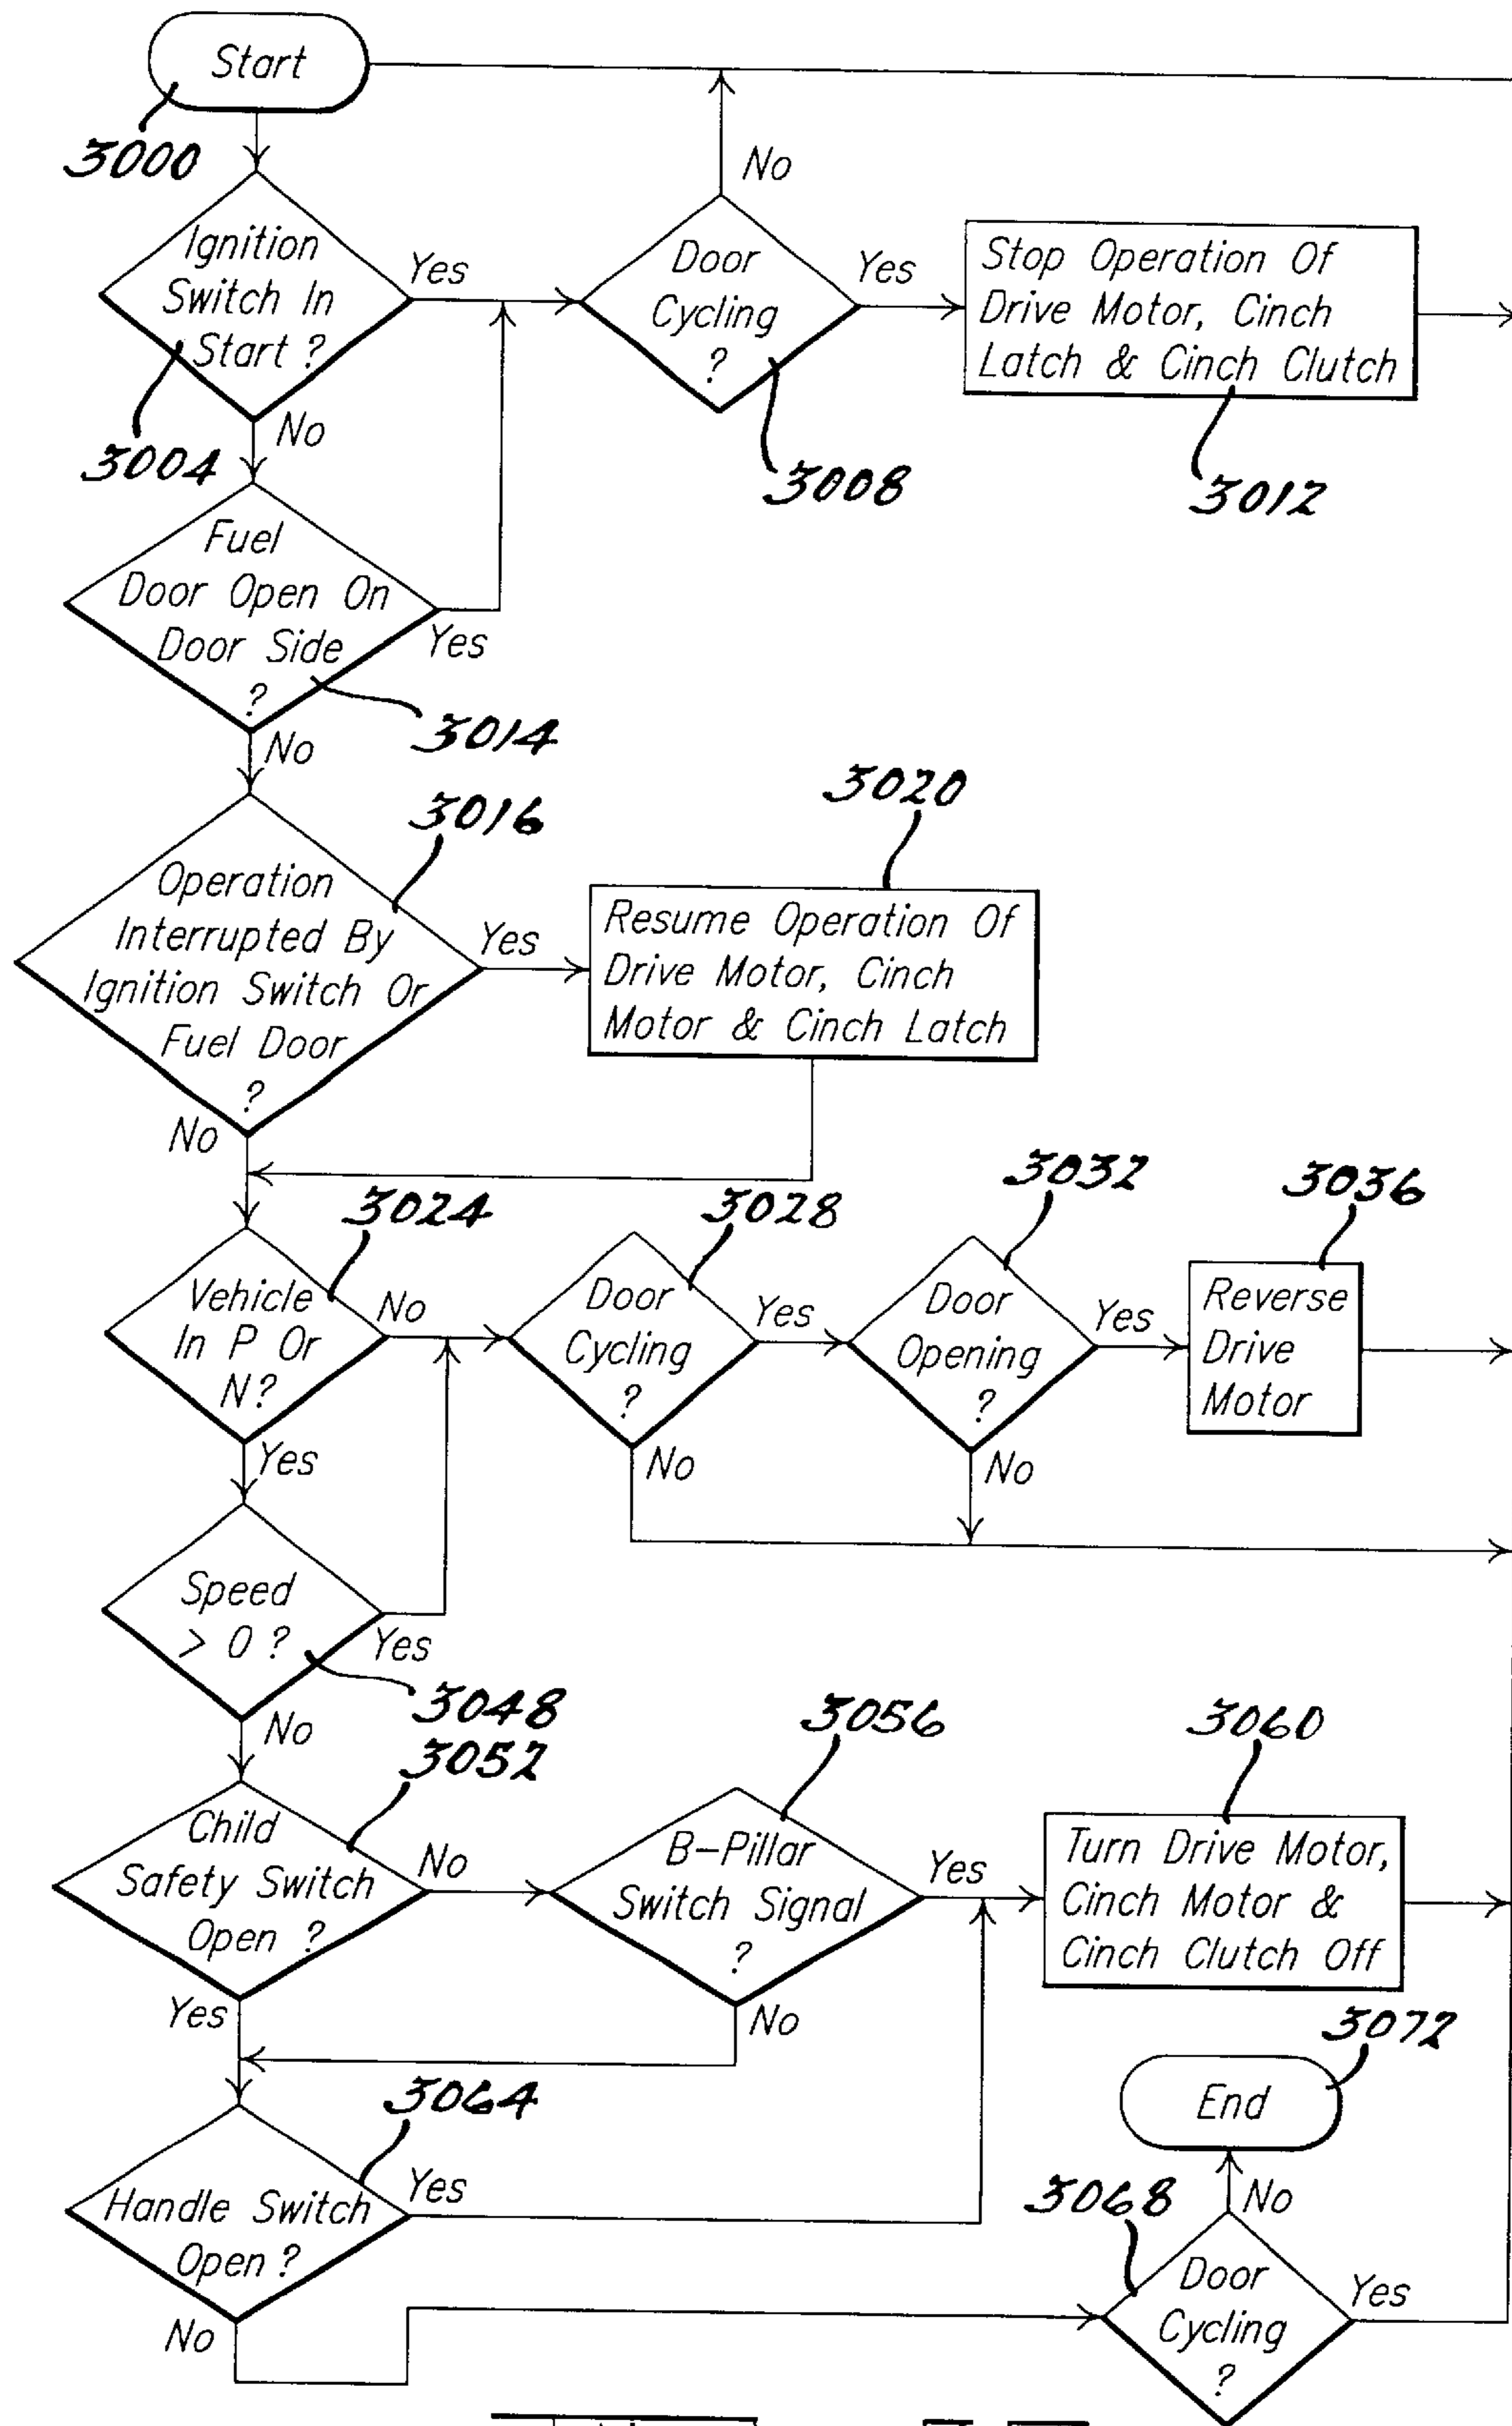 Start
3000
No
Ignition
Switch In
Start ?
Yes
Door
Cycling
?
Yes
Stop Operation Of
Drive Motor, Cinch
Latch & Cinch Clutch
3004
No
3008
3012
Fuel
Door Open On
Door Side
?
Yes
3014
No
3016
3020
Operation
Interrupted By
Ignition Switch Or
Fuel Door
?
Yes
Resume Operation Of
Drive Motor, Cinch
Motor & Cinch Latch
No
3024
3028
3032
3036
Vehicle
In P Or
N?
No
Door
Cycling
?
Yes
Door
Opening
?
Yes
Reverse
Drive
Motor
Yes
No
No
Speed
> 0 ?
Yes
3048
No
3052
3056
3060
Child
Safety Switch
Open ?
No
B-Pillar
Switch Signal
?
Yes
Turn Drive Motor,
Cinch Motor &
Cinch Clutch Off
Yes
No
3072
3064
End
Handle Switch
Open ?
Yes
3068
No
Door
Cycling
?
Yes
No